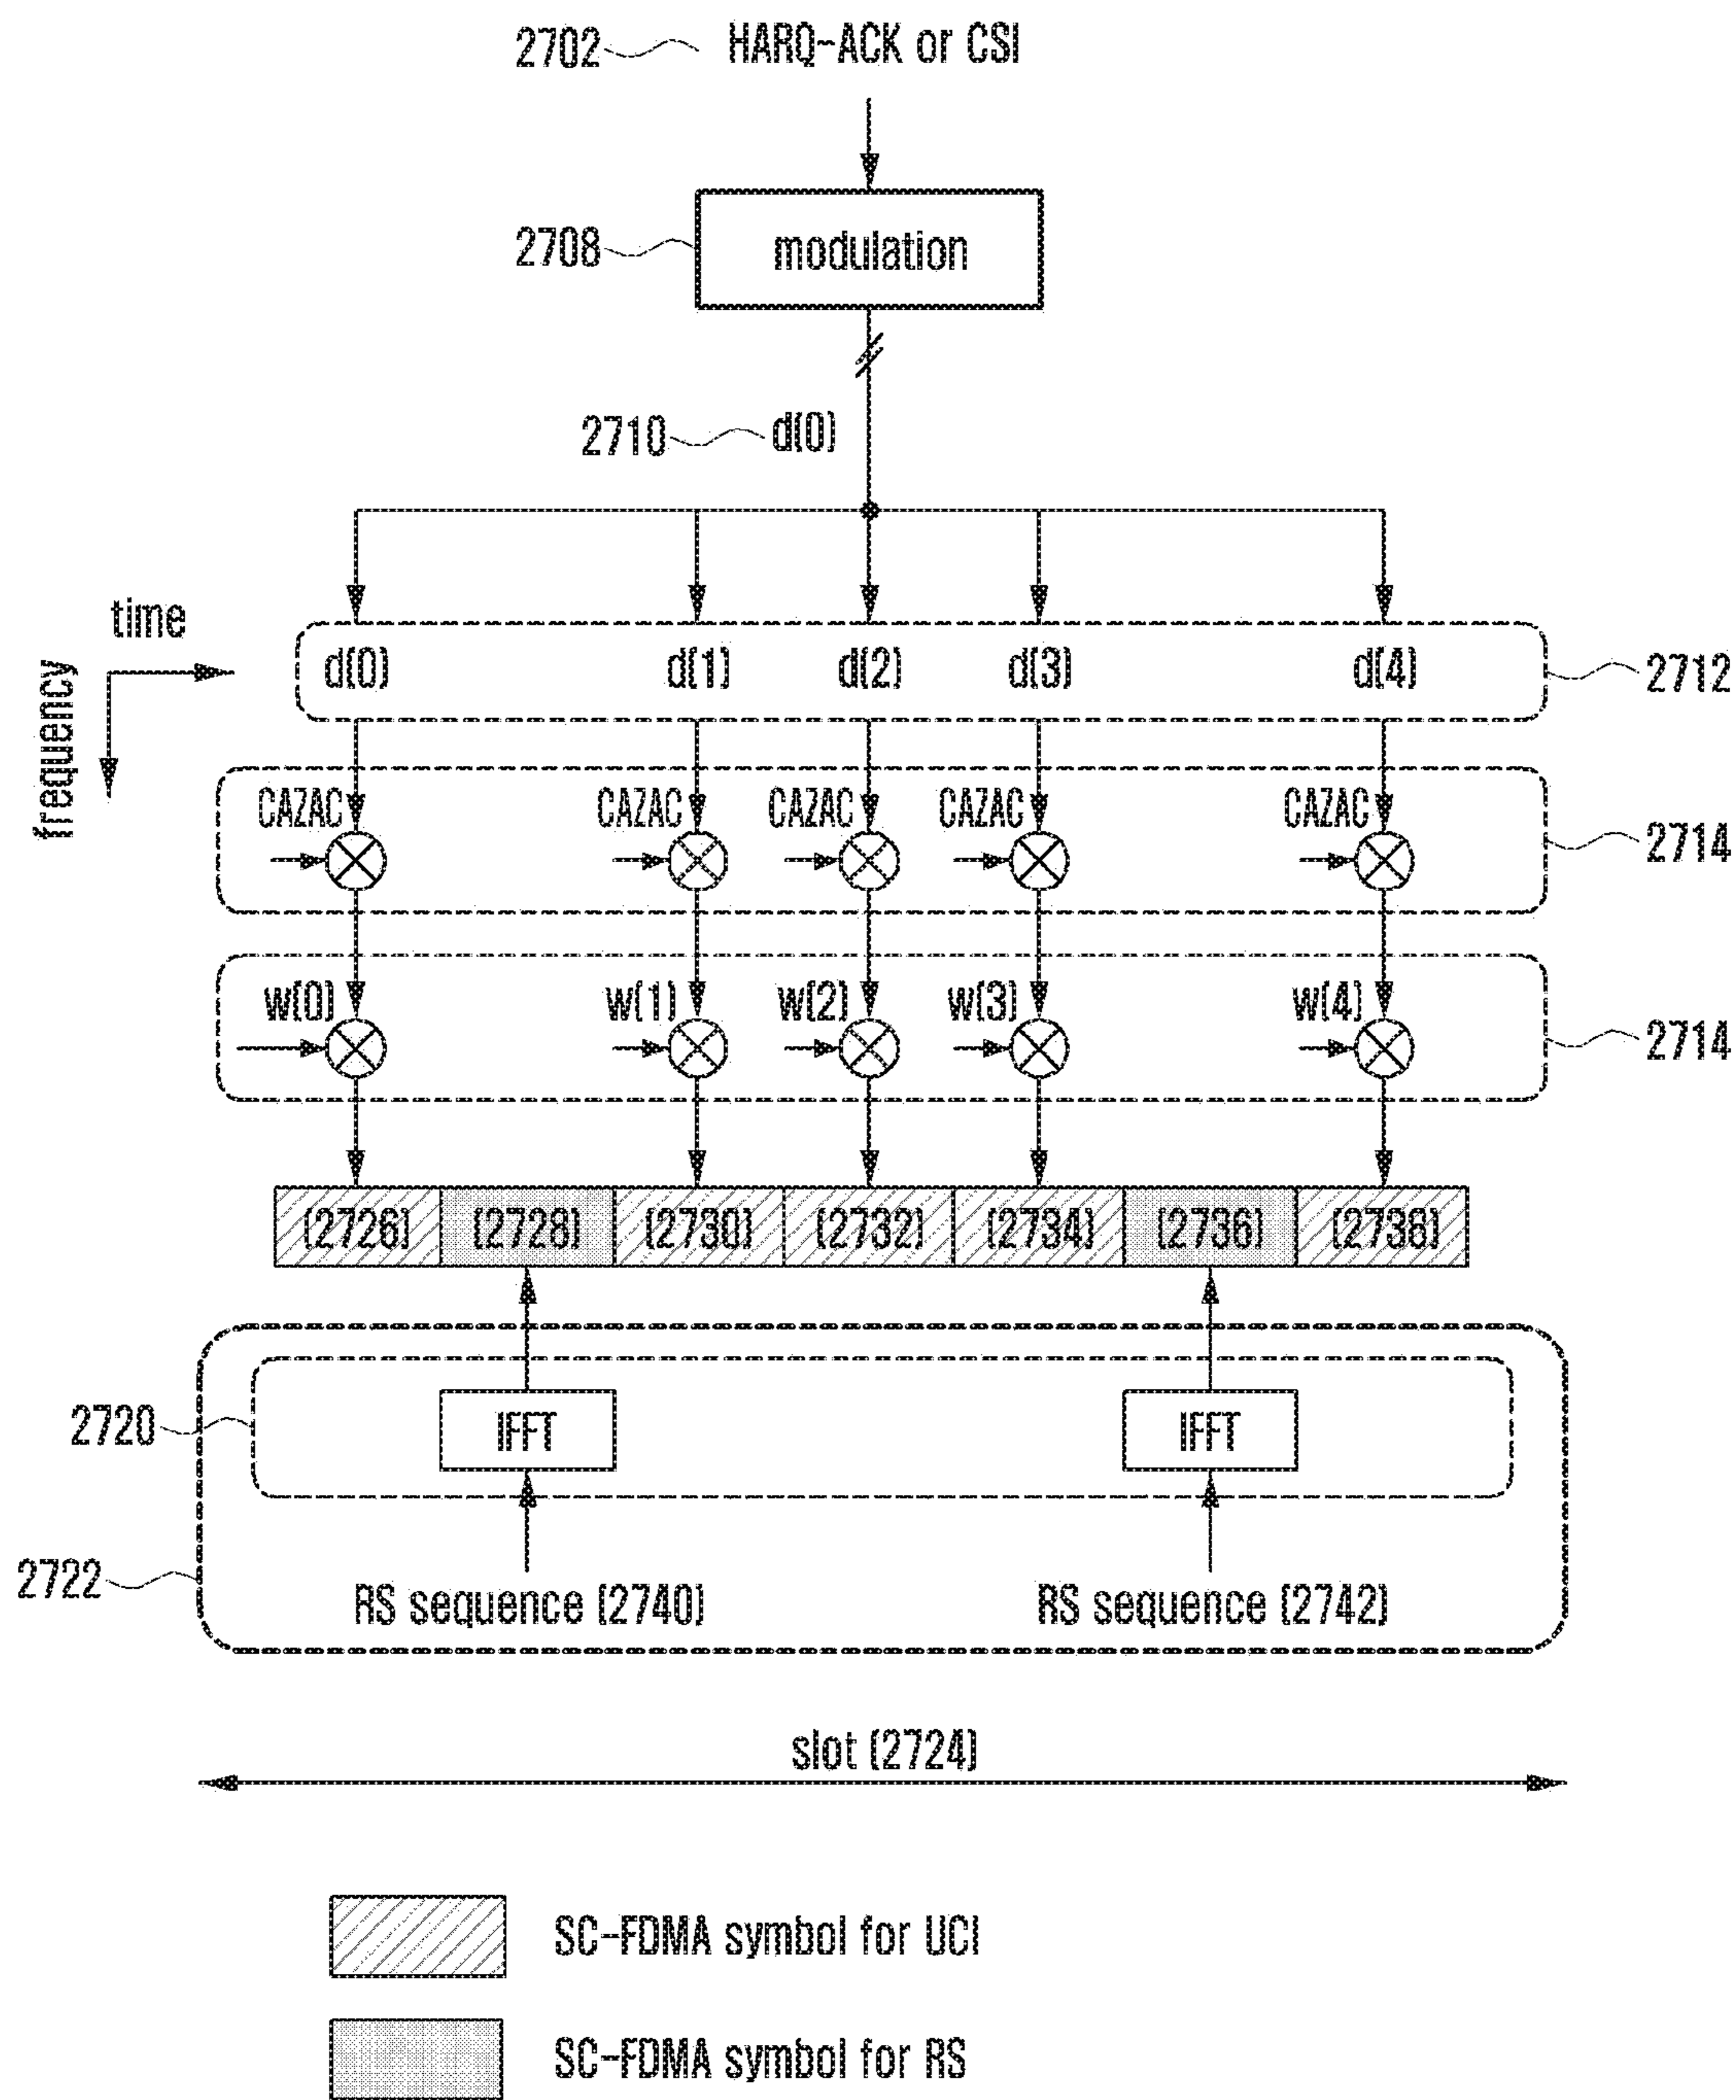 2702 HARQ-ACK or CSI
2708 modulation
2710 d(0)
time
frequency
d(0) d(1) d(2) d(3) d(4) 2712
CAZAC CAZAC CAZAC CAZAC CAZAC 2714
w(0) w(1) w(2) w(3) w(4) 2714
(2726) (2728) (2730) (2732) (2734) (2736) (2738)
2720 IFFT IFFT
2722
RS sequence (2740) RS sequence (2742)
slot (2724)
SC-FDMA symbol for UCI
SC-FDMA symbol for RS